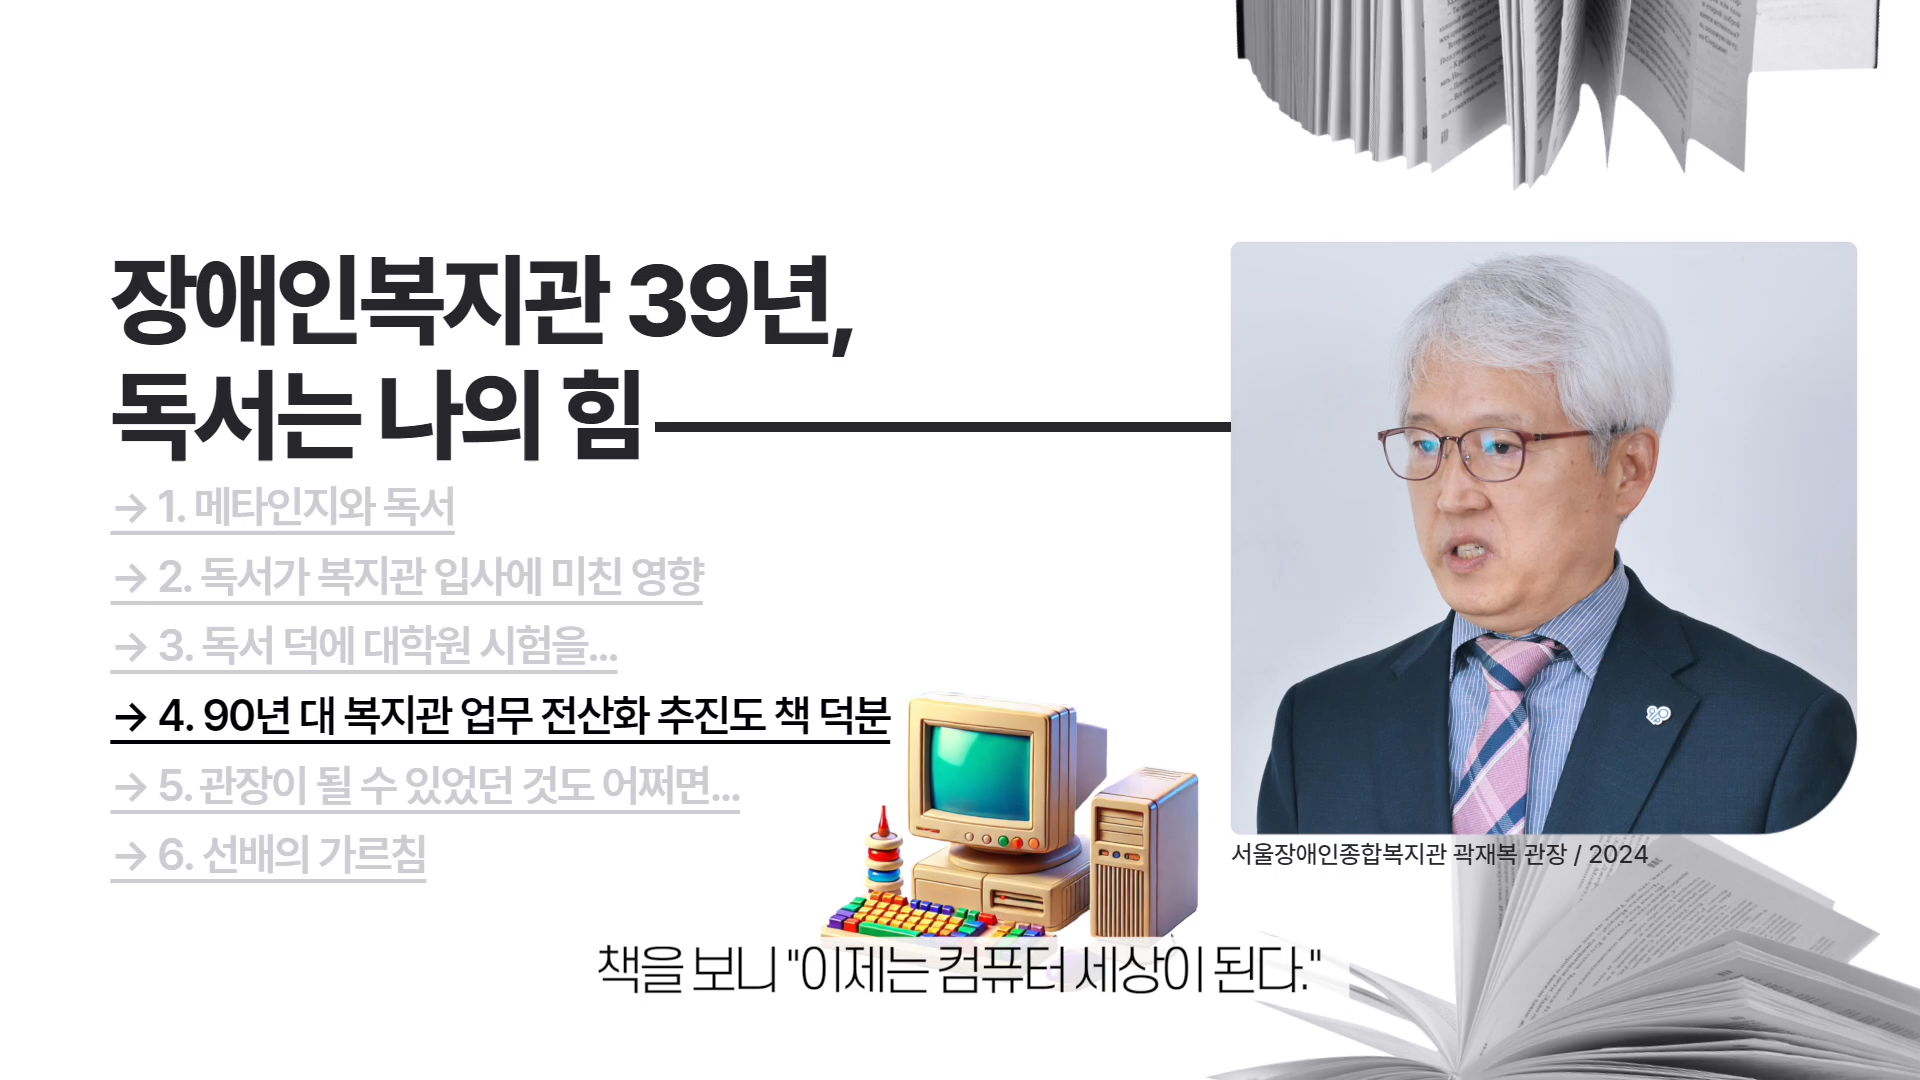 장애인복지관 39년,
독서는 나의 힘
→ 1. 메타인지와 독서
→ 2. 독서가 복지관 입사에 미친 영향
→ 3. 독서 덕에 대학원 시험을...
→ 4. 90년 대 복지관 업무 전산화 추진도 책 덕분
→ 5. 관장이 될 수 있었던 것도 어쩌면...
→ 6. 선배의 가르침
서울장애인종합복지관 곽재복 관장 / 2024
책을 보니 "이제는 컴퓨터 세상이 된다."